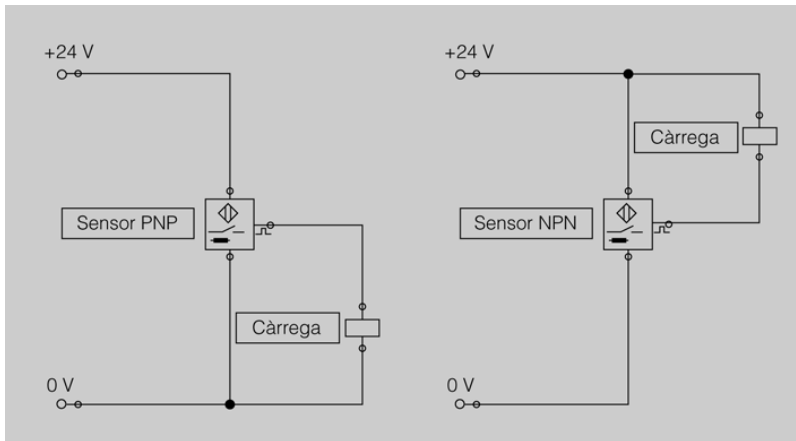 +24 V
Sensor PNP
Càrrega
0 V
+24 V
Càrrega
Sensor NPN
0 V